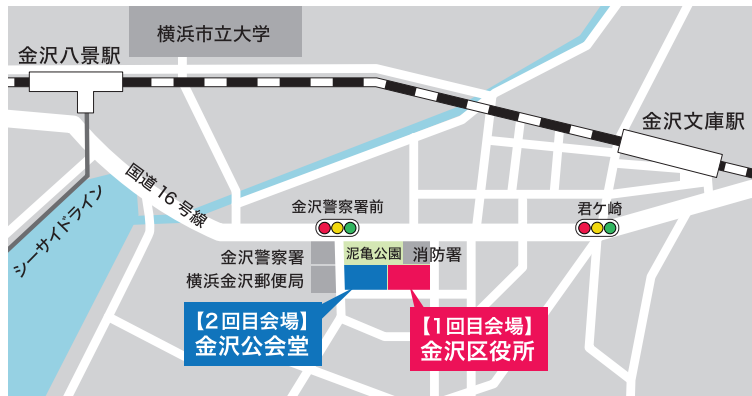 横浜市立大学
金沢八景駅
金沢文庫駅
国道16号線
シーサイドライン
金沢警察署前
君ケ崎
金沢警察署
泥亀公園
消防署
横浜金沢郵便局
【2回目会場】
金沢公会堂
【1回目会場】
金沢区役所